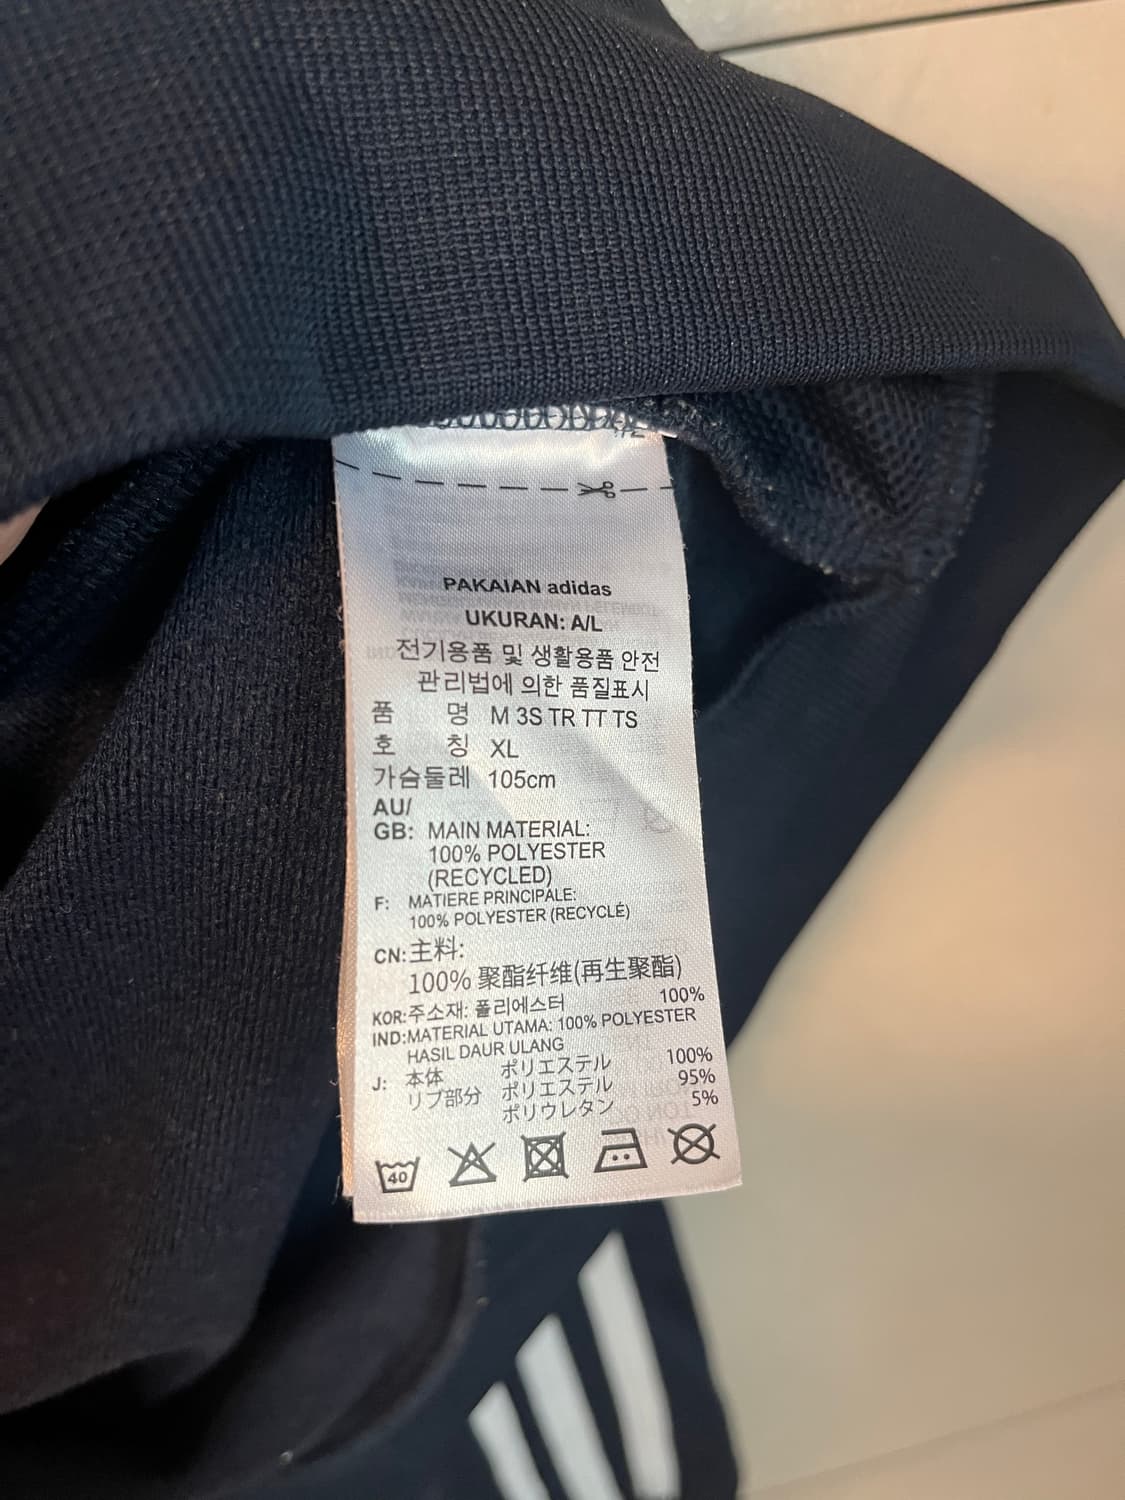 PAKAIAN adidas
UKURAN: A/L
전기용품 및 생활용품 안전
관리법에 의한 품질표시
품 명 M 3S TR TT TS
호 칭 XL
가슴둘레 105cm
AU/
GB: MAIN MATERIAL:
100% POLYESTER
(RECYCLED)
F: MATIERE PRINCIPALE:
100% POLYESTER (RECYCLÉ)
CN:主料:
100% 聚酯纤维(再生聚酯)
KOR:주소재: 폴리에스터 100%
IND:MATERIAL UTAMA: 100% POLYESTER
HASIL DAUR ULANG
J: 本体 ポリエステル 100%
リブ部分 ポリエステル 95%
ポリウレタン 5%
40